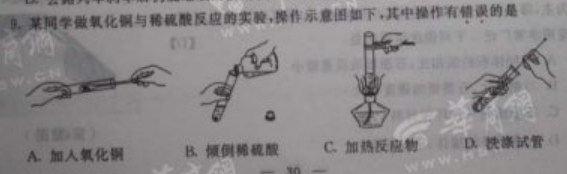 9. 某同学做氧化铜与稀硫酸反应的实验,操作示意图如下,其中操作有错误的是
A. 加入氧化铜 B. 倾倒稀硫酸 C. 加热反应物 D. 洗涤试管
— 30 —